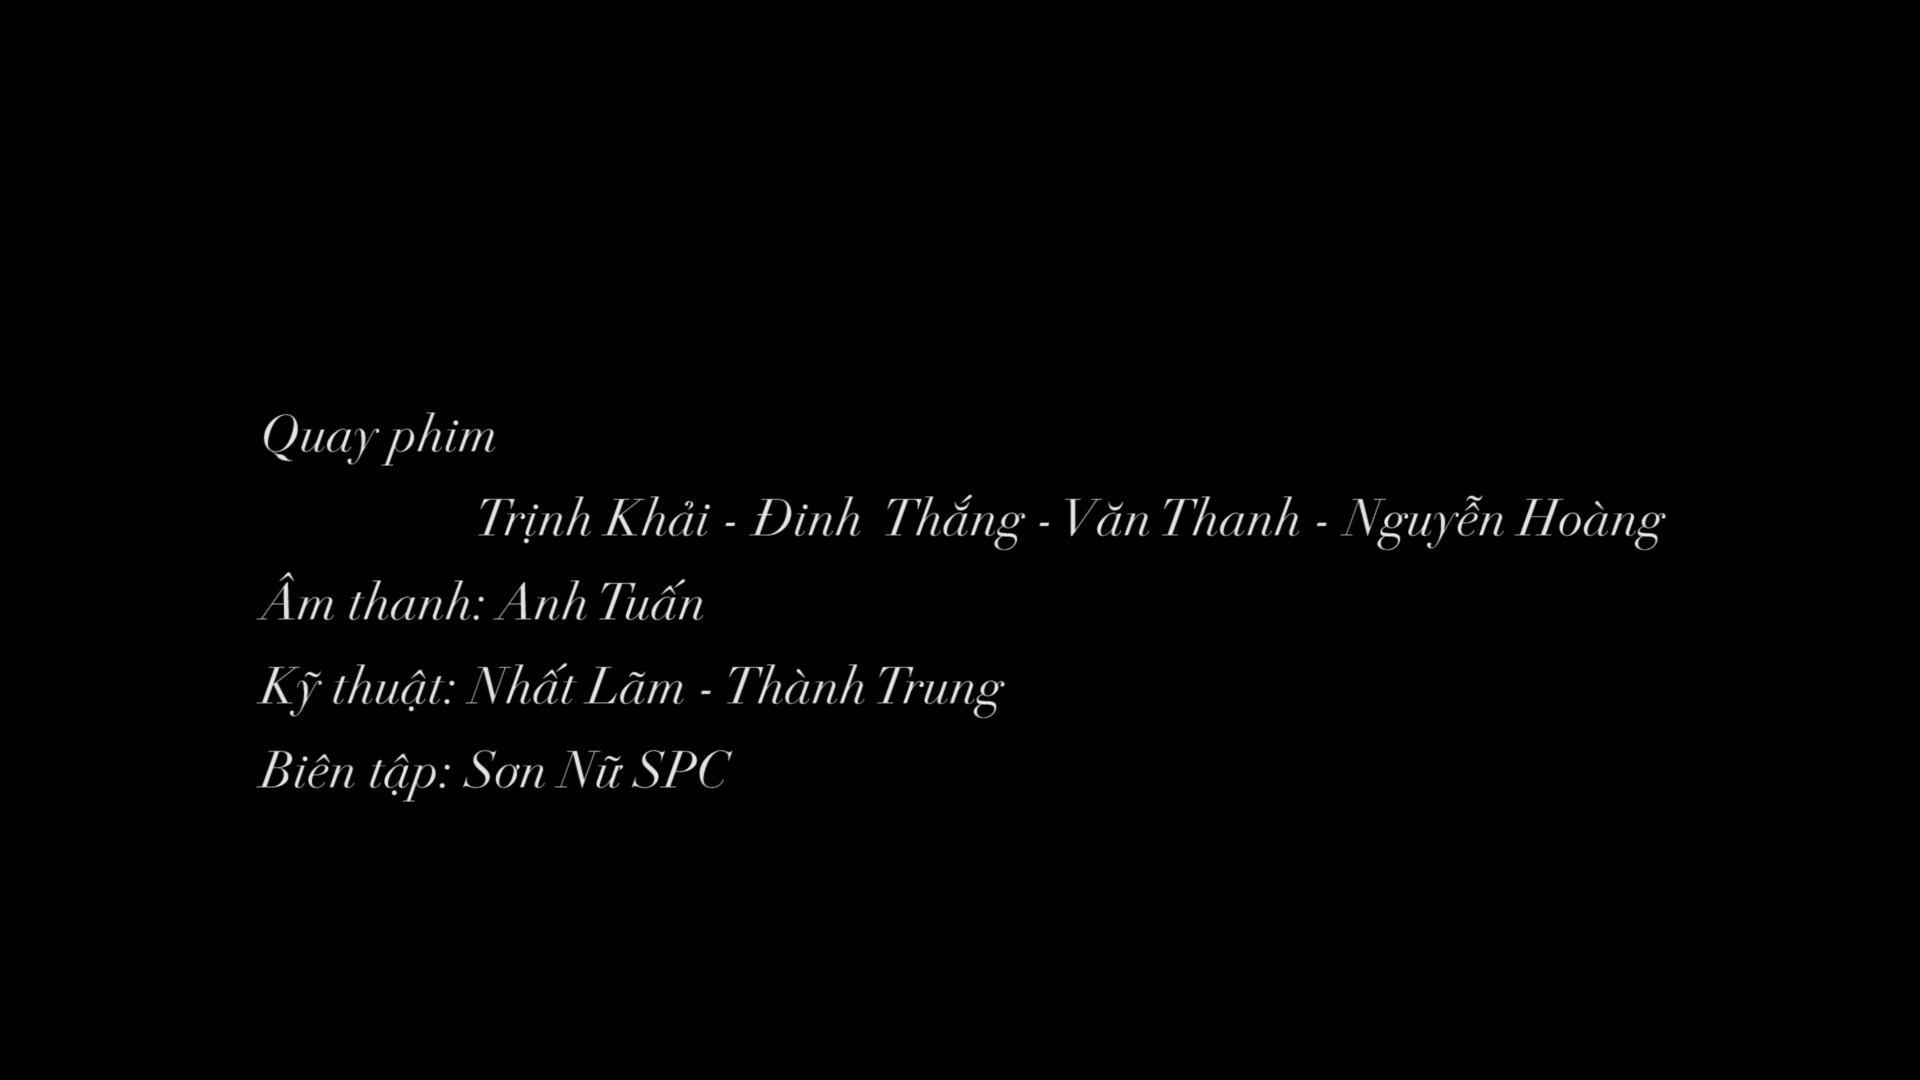 Quay phim
Trịnh Khải - Đinh Thắng - Văn Thanh - Nguyễn Hoàng
Âm thanh: Anh Tuấn
Kỹ thuật: Nhất Lãm - Thành Trung
Biên tập: Sơn Nữ SPC